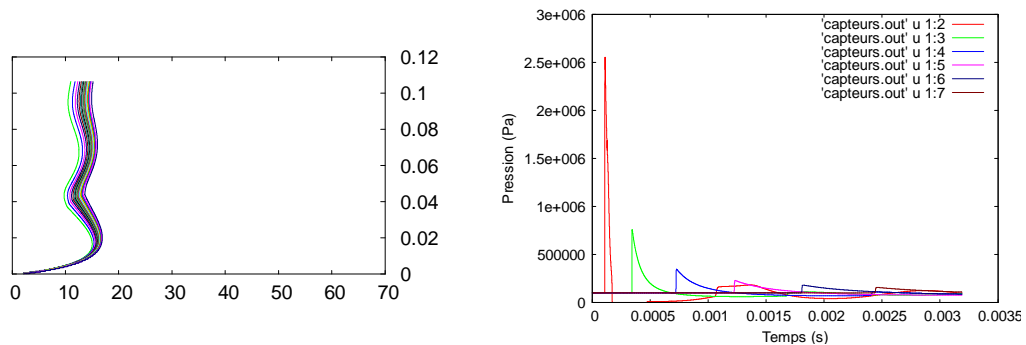 0.12
0.1
0.08
0.06
0.04
0.02
0
0 10 20 30 40 50 60 70
3e+006
2.5e+006
2e+006
1.5e+006
1e+006
500000
0
Pression (Pa)
'capteurs.out' u 1:2
'capteurs.out' u 1:3
'capteurs.out' u 1:4
'capteurs.out' u 1:5
'capteurs.out' u 1:6
'capteurs.out' u 1:7
0 0.0005 0.001 0.0015 0.002 0.0025 0.003 0.0035
Temps (s)